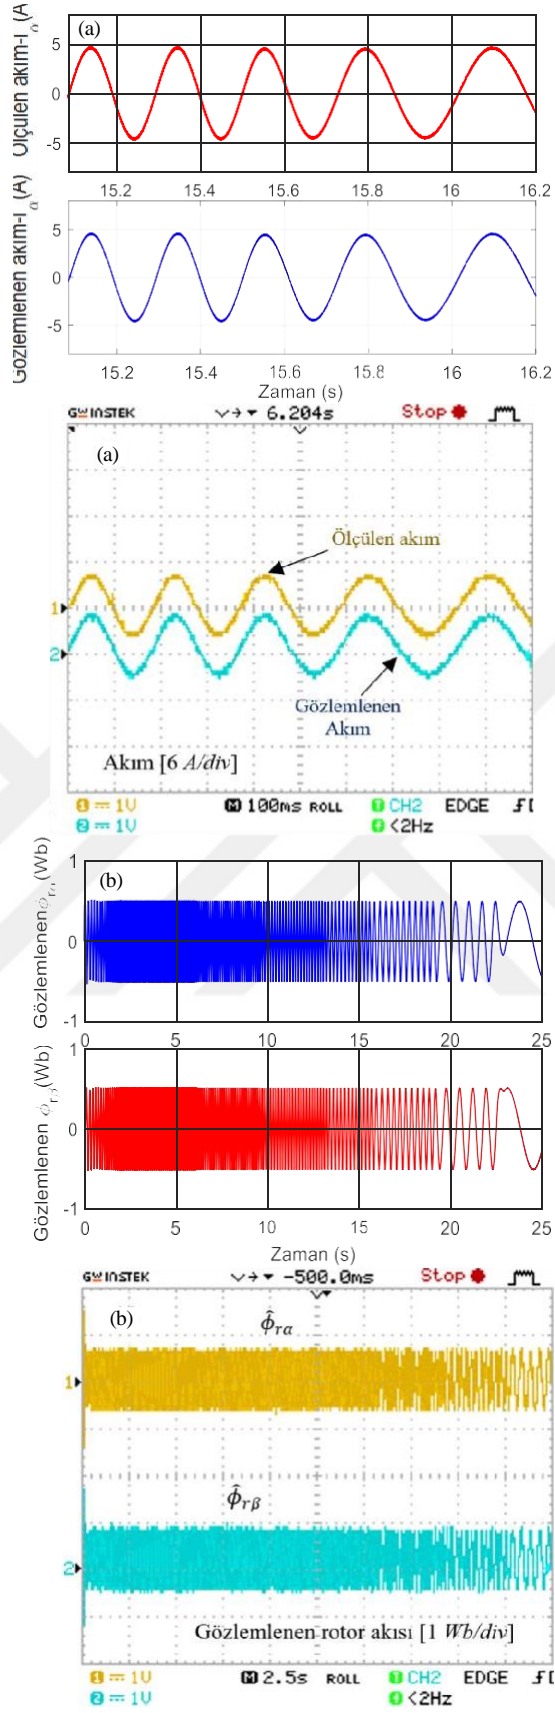 (a)
Ölçülen akım-ı α (A
5
0
-5
15.2 15.4 15.6 15.8 16 16.2
Gözlemlenen akım-ı α (A)
5
0
-5
15.2 15.4 15.6 15.8 16 16.2
Zaman (s)
GW INSTEK 6.204s Stop
(a)
Ölçülen akım
1
2
Gözlemlenen
Akım
Akım [6 A/div]
1 1V M 100ms ROLL T CH2 EDGE
2 1V <2Hz
(b)
Gözlemlenen ϕrα(Wb)
1
0
-1
0 5 10 15 20 25
Gözlemlenen ϕrβ(Wb)
1
0
-1
0 5 10 15 20 25
Zaman (s)
GW INSTEK -500.0ms Stop
(b)
ϕ̂rα
1
ϕ̂rβ
2
Gözlemlenen rotor akısı [1 Wb/div]
1 1V M 2.5s ROLL T CH2 EDGE
2 1V <2Hz